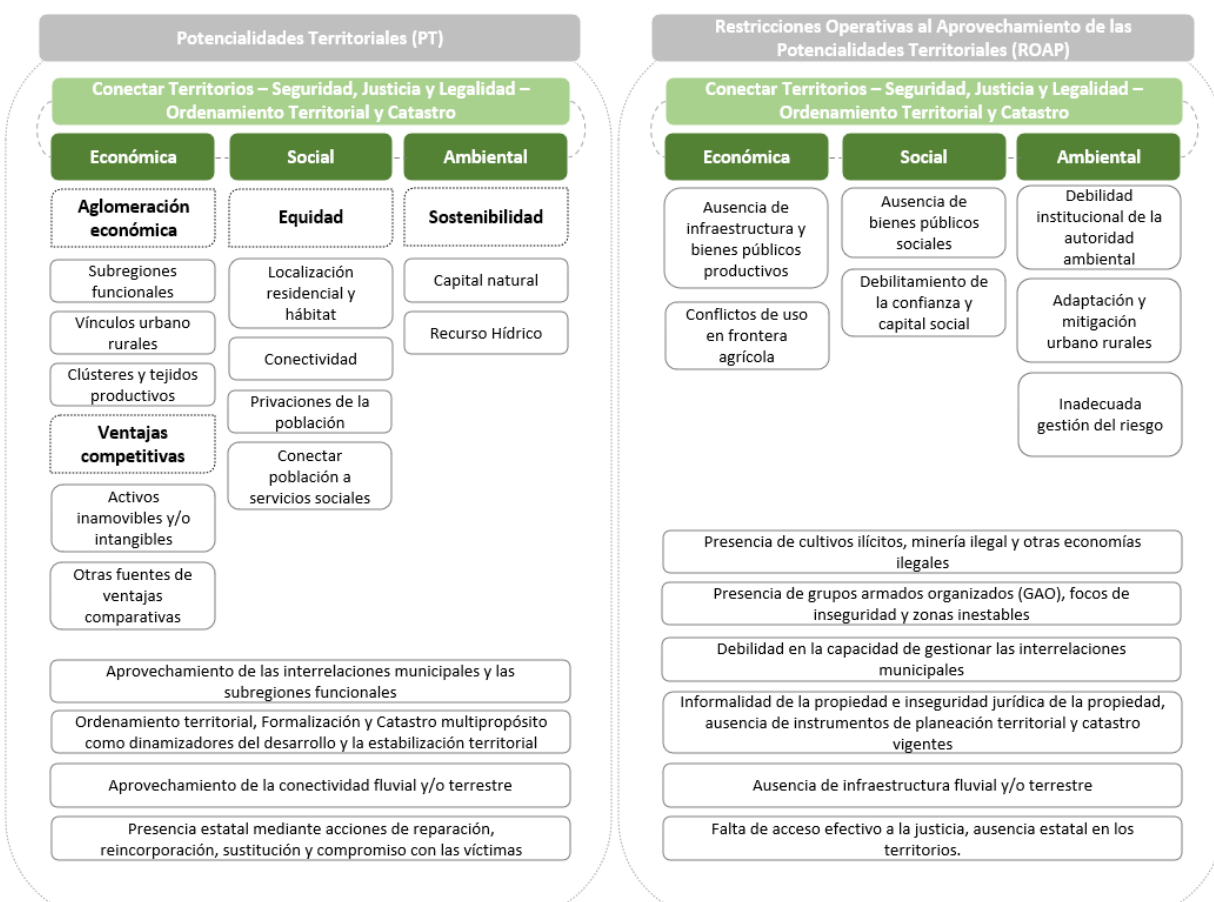 Potencialidades Territoriales (PT)
Conectar Territorios – Seguridad, Justicia y Legalidad –
Ordenamiento Territorial y Catastro
Económica
Social
Ambiental
Aglomeración
económica
Subregiones
funcionales
Vínculos urbano
rurales
Clústeres y tejidos
productivos
Ventajas
competitivas
Activos
inamovibles y/o
intangibles
Otras fuentes de
ventajas
comparativas
Equidad
Localización
residencial y
hábitat
Conectividad
Privaciones de la
población
Conectar
población a
servicios sociales
Sostenibilidad
Capital natural
Recurso Hídrico
Aprovechamiento de las interrelaciones municipales y las
subregiones funcionales
Ordenamiento territorial, Formalización y Catastro multipropósito
como dinamizadores del desarrollo y la estabilización territorial
Aprovechamiento de la conectividad fluvial y/o terrestre
Presencia estatal mediante acciones de reparación,
reincorporación, sustitución y compromiso con las víctimas
Restricciones Operativas al Aprovechamiento de las
Potencialidades Territoriales (ROAP)
Conectar Territorios – Seguridad, Justicia y Legalidad –
Ordenamiento Territorial y Catastro
Económica
Social
Ambiental
Ausencia de
infraestructura y
bienes públicos
productivos
Conflictos de uso
en frontera
agrícola
Ausencia de
bienes públicos
sociales
Debilitamiento de
la confianza y
capital social
Debilidad
institucional de la
autoridad
ambiental
Adaptación y
mitigación
urbano rurales
Inadecuada
gestión del riesgo
Presencia de cultivos ilícitos, minería ilegal y otras economías
ilegales
Presencia de grupos armados organizados (GAO), focos de
inseguridad y zonas inestables
Debilidad en la capacidad de gestionar las interrelaciones
municipales
Informalidad de la propiedad e inseguridad jurídica de la propiedad,
ausencia de instrumentos de planeación territorial y catastro
vigentes
Ausencia de infraestructura fluvial y/o terrestre
Falta de acceso efectivo a la justicia, ausencia estatal en los
territorios.